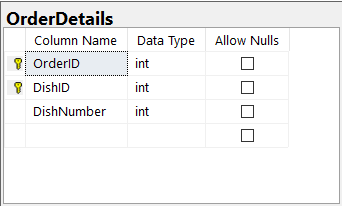 OrderDetails
Column Name Data Type Allow Nulls
OrderID int
DishID int
DishNumber int